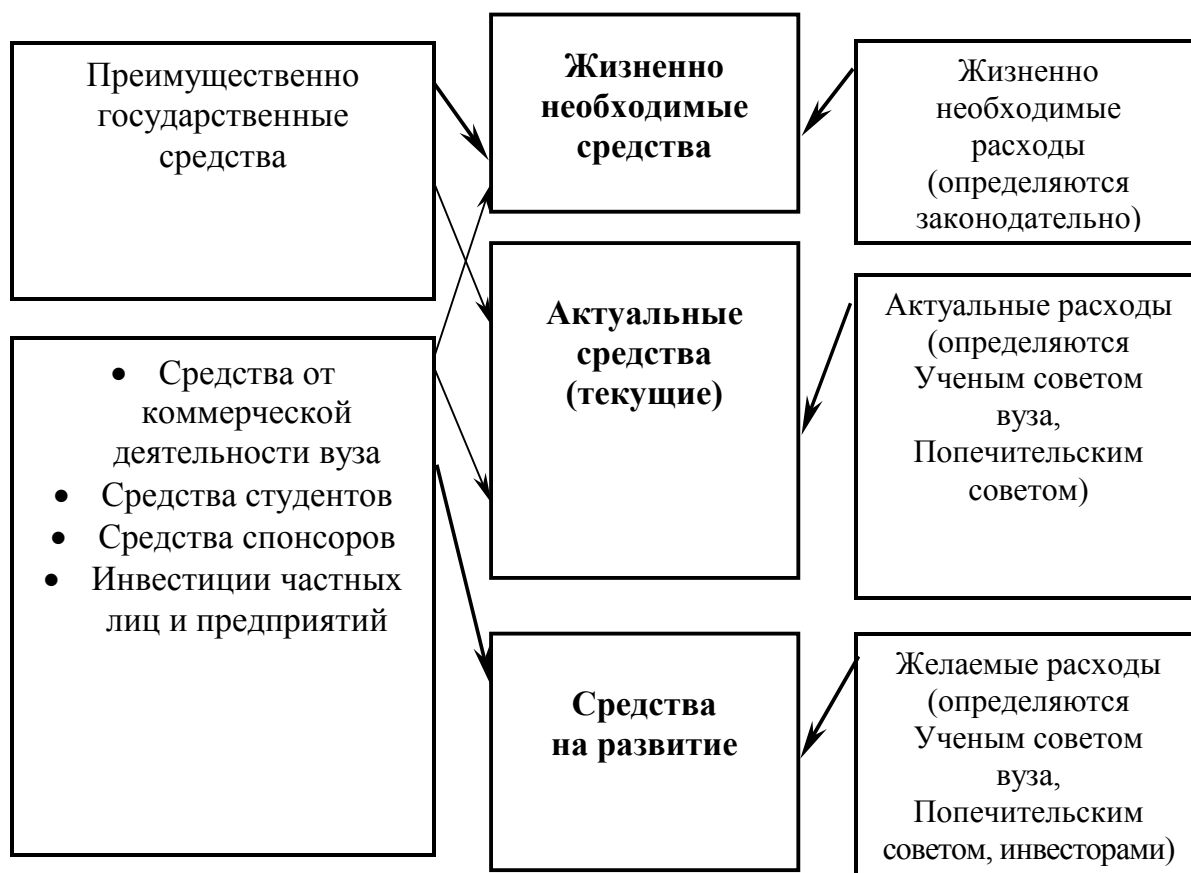 Преимущественно
государственные
средства
• Средства от
коммерческой
деятельности вуза
• Средства студентов
• Средства спонсоров
• Инвестиции частных
лиц и предприятий
Жизненно
необходимые
средства
Актуальные
средства
(текущие)
Средства
на развитие
Жизненно
необходимые
расходы
(определяются
законодательно)
Актуальные расходы
(определяются
Ученым советом
вуза,
Попечительским
советом)
Желаемые расходы
(определяются
Ученым советом
вуза,
Попечительским
советом, инвесторами)